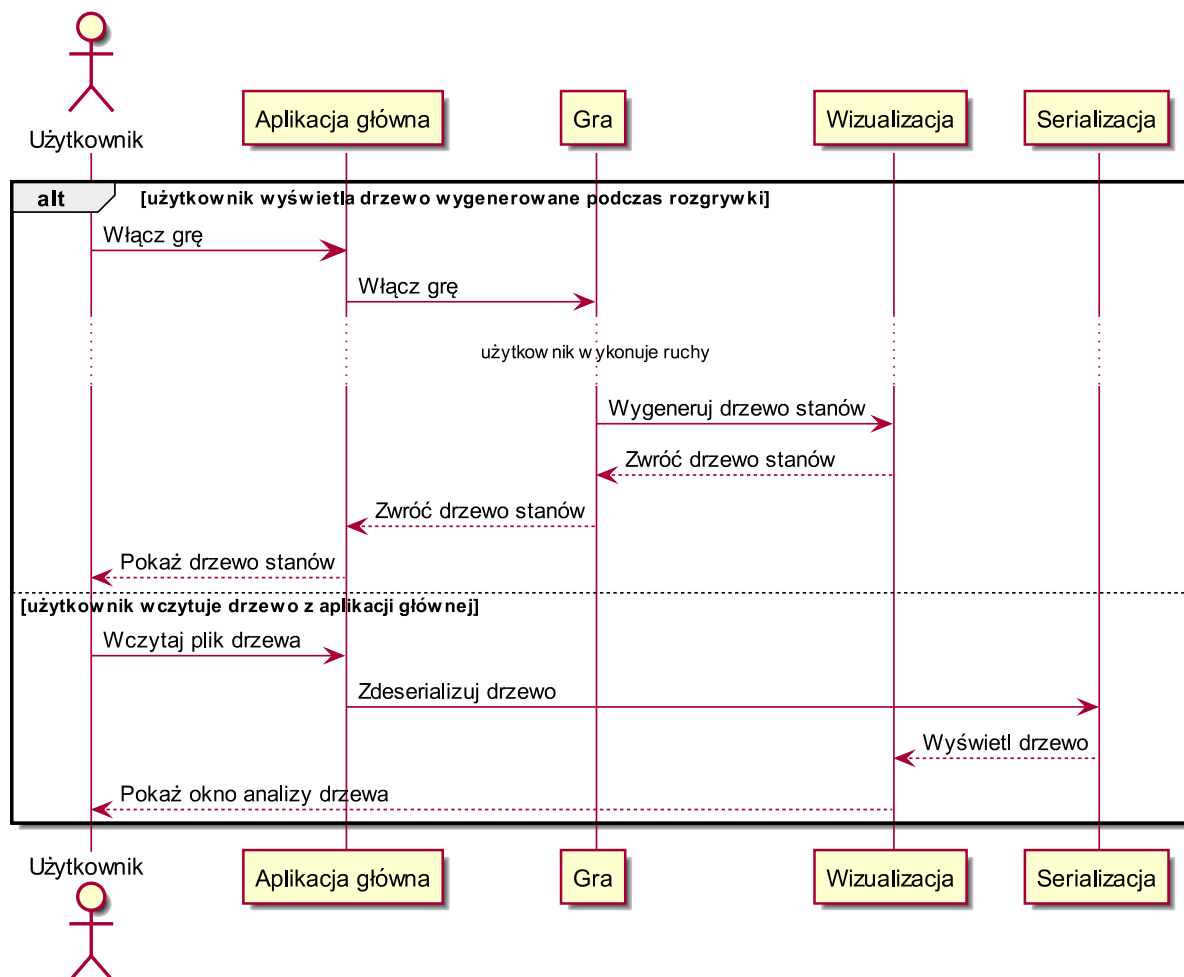 Użytkownik
Aplikacja główna
Gra
Wizualizacja
Serializacja
alt
[użytkownik wyświetla drzewo wygenerowane podczas rozgrywki]
Włącz grę
Włącz grę
użytkownik wykonuje ruchy
Wygeneruj drzewo stanów
Zwróć drzewo stanów
Zwróć drzewo stanów
Pokaż drzewo stanów
[użytkownik wczytuje drzewo z aplikacji głównej]
Wczytaj plik drzewa
Zdeserializuj drzewo
Wyświetl drzewo
Pokaż okno analizy drzewa
Użytkownik
Aplikacja główna
Gra
Wizualizacja
Serializacja